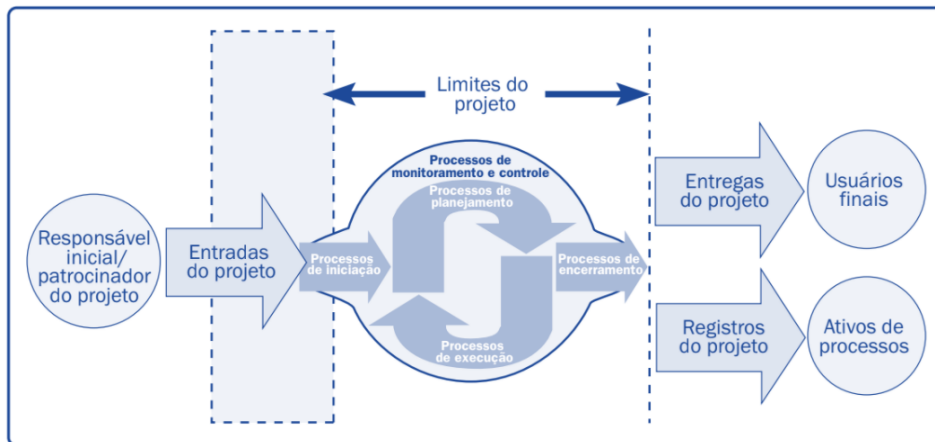 Limites do
projeto
Processos de
monitoramento e controle
Processos de
planejamento
Responsável
inicial/
patrocinador
do projeto
Entradas
do projeto
Processos
de iniciação
Processos de
encerramento
Processos
de execução
Entregas
do projeto
Usuários
finais
Registros
do projeto
Ativos de
processos